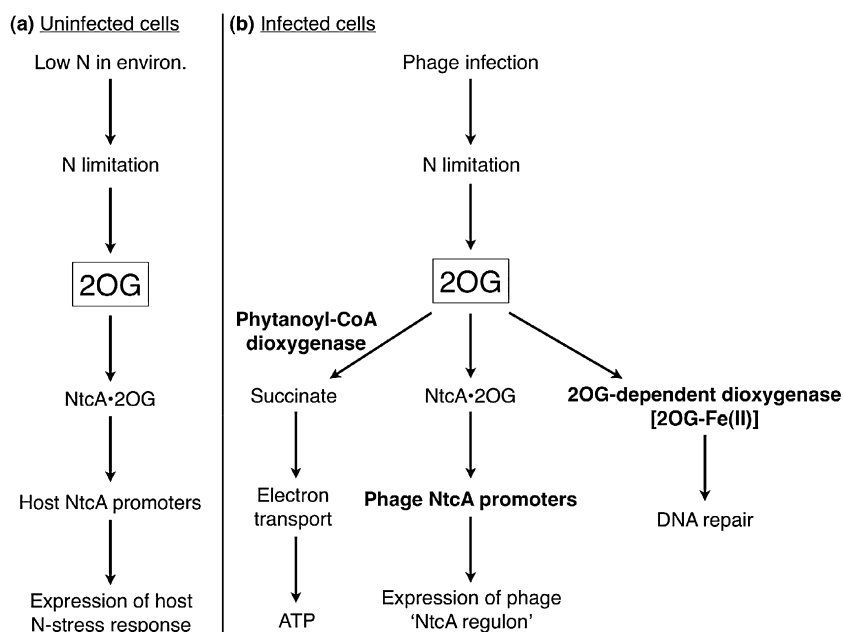 (a) Uninfected cells
Low N in environ.
N limitation
2OG
NtcA•2OG
Host NtcA promoters
Expression of host
N-stress response
(b) Infected cells
Phage infection
N limitation
2OG
Phytanoyl-CoA
dioxygenase
Succinate
Electron
transport
ATP
NtcA•2OG
Phage NtcA promoters
Expression of phage
‘NtcA regulon’
2OG-dependent dioxygenase
[2OG-Fe(II)]
DNA repair